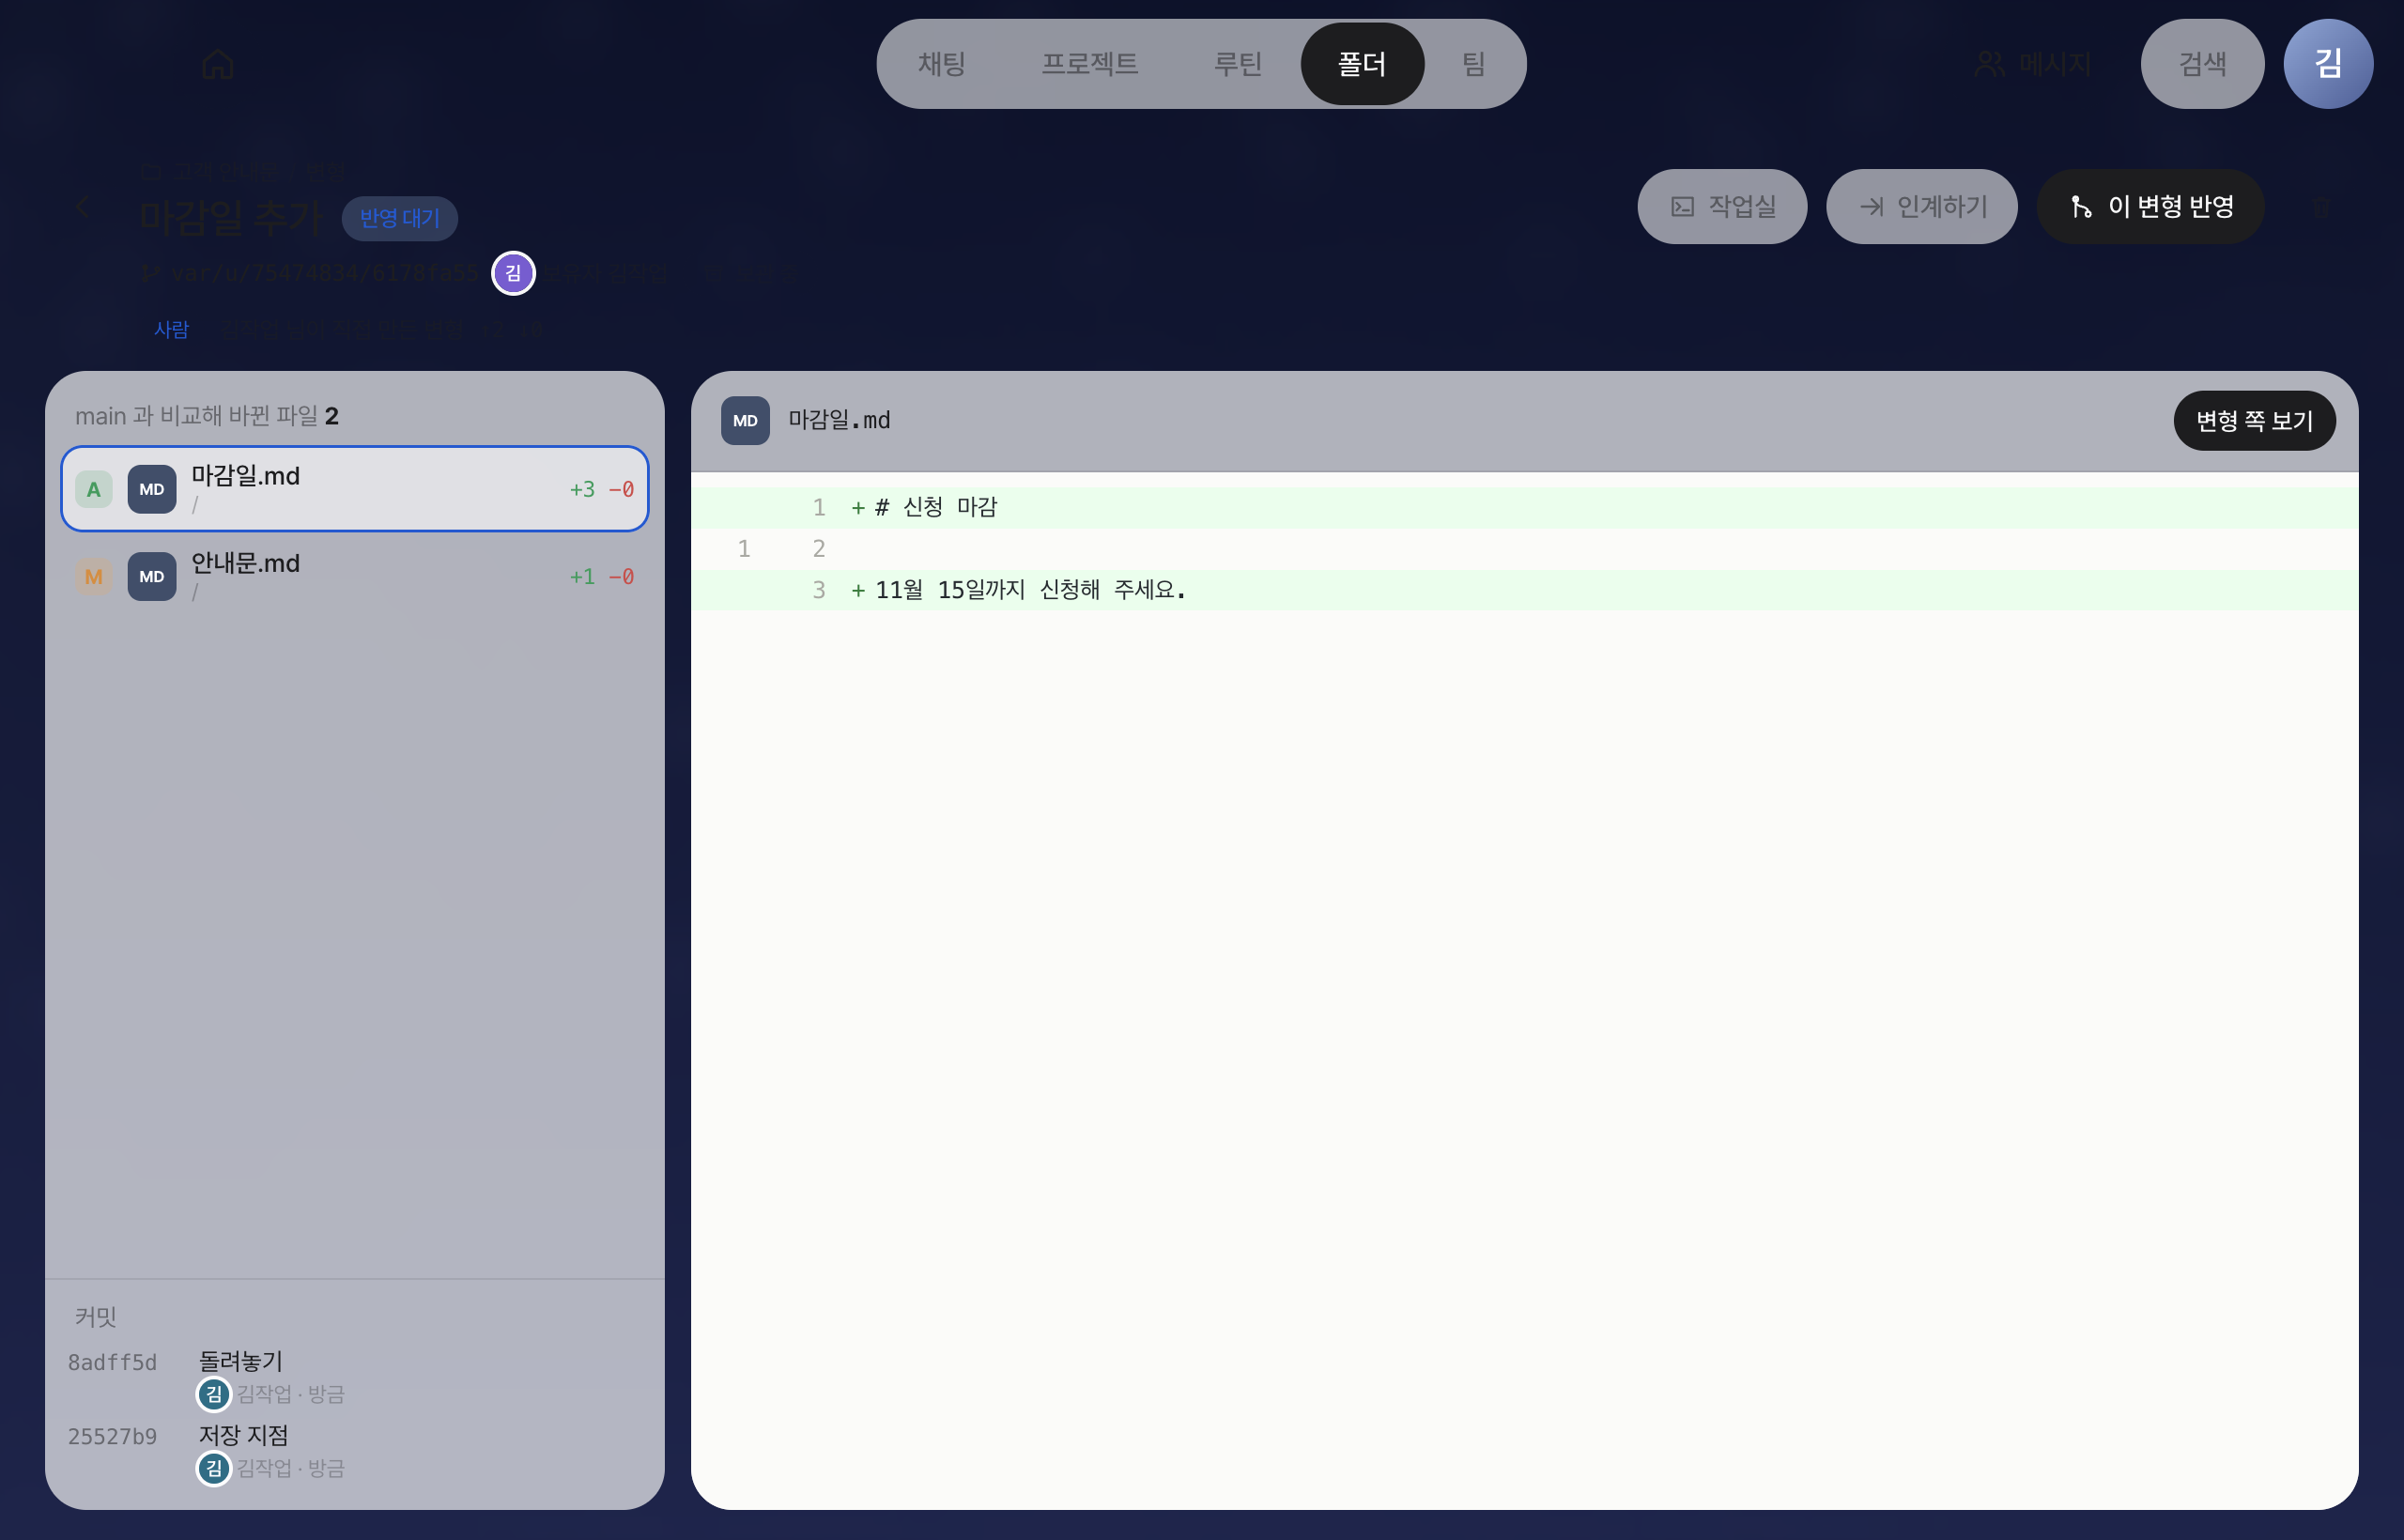 채팅 프로젝트 루틴 폴더 팀 메시지 검색 김
마감일 추가 반영 대기
작업실 인계하기 이 변형 반영
var/u/75474834/6178fa55 김
사람
main 과 비교해 바뀐 파일 2
A MD 마감일.md +3 −0
/
M MD 안내문.md +1 −0
/
커밋
8adff5d 돌려놓기
김 김작업 · 방금
25527b9 저장 지점
김 김작업 · 방금
MD 마감일.md 변형 쪽 보기
1 + # 신청 마감
1 2
3 + 11월 15일까지 신청해 주세요.